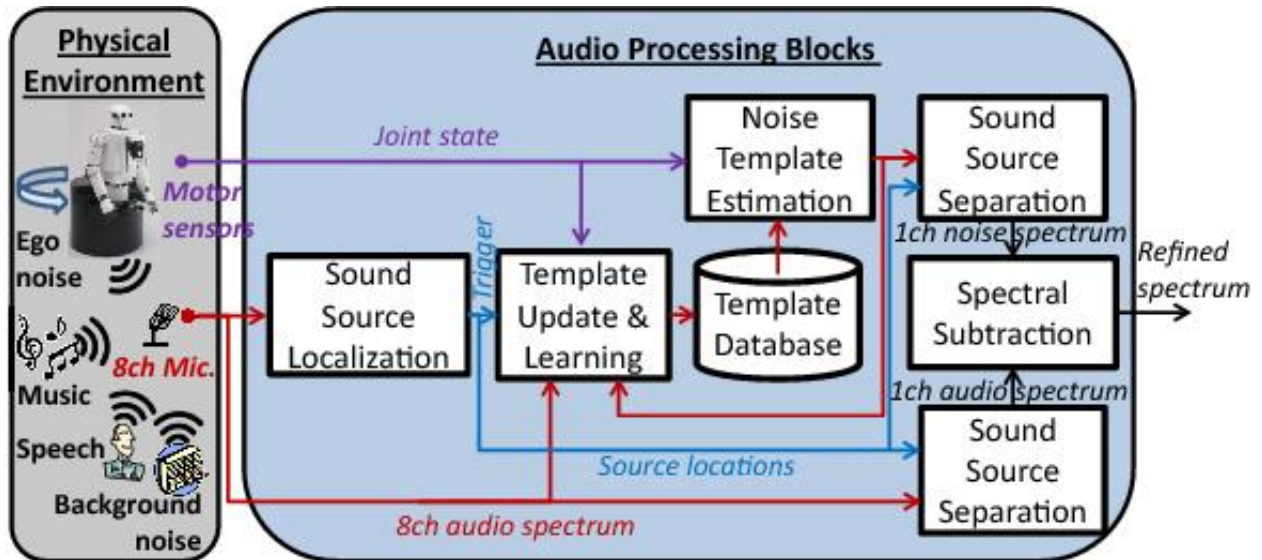 Physical
Environment
Motor
sensors
Ego
noise
8ch Mic.
Music
Speech
Background
noise
Audio Processing Blocks
Joint state
Noise
Template
Estimation
Sound
Source
Separation
1ch noise spectrum
Trigger
Sound
Source
Localization
Template
Update &
Learning
Template
Database
Spectral
Subtraction
Refined
spectrum
1ch audio spectrum
Source locations
Sound
Source
Separation
8ch audio spectrum